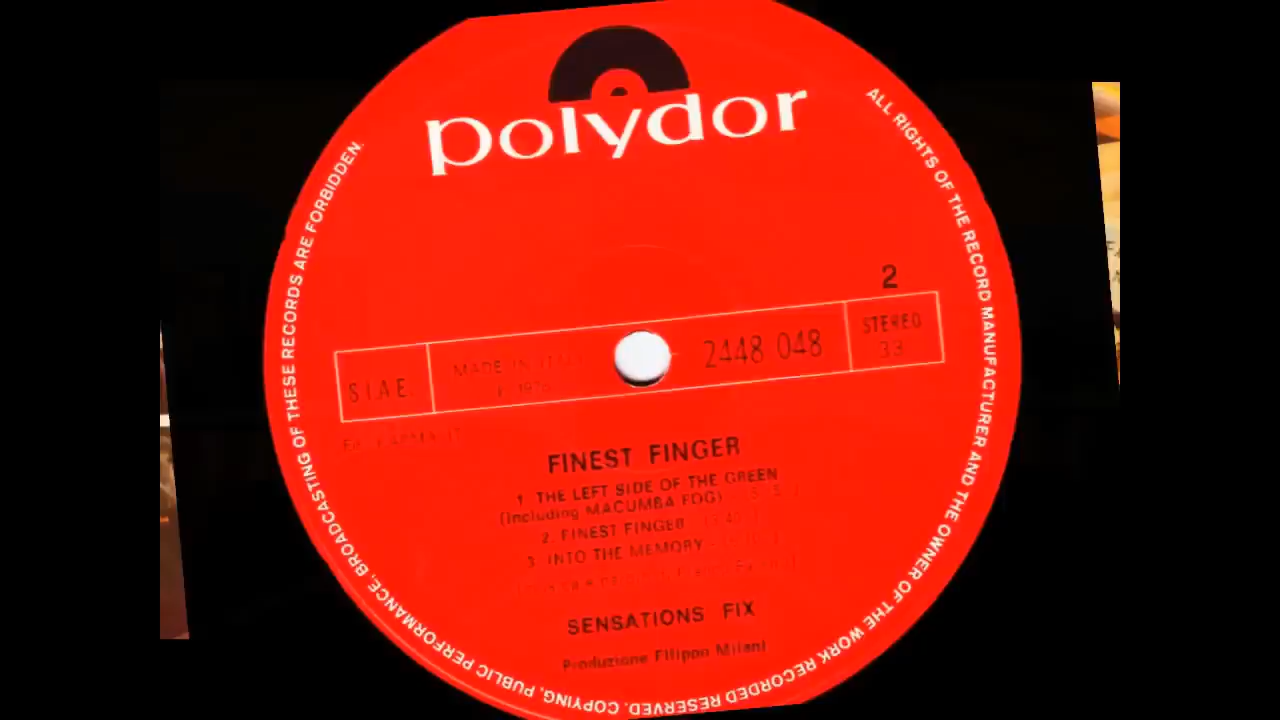 polydor
ALL RIGHTS OF THE RECORD MANUFACTURER AND THE OWNER OF THE WORK RECORDED RESERVED. COPYING, PUBLIC PERFORMANCE, BROADCASTING OF THESE RECORDS ARE FORBIDDEN.
2
S.I.A.E.
MADE IN
2448 048
STEREO
33
FINEST FINGER
1. THE LEFT SIDE OF THE GREEN
(Including MACUMBA FOG)
2. FINEST FINGER
3. INTO THE MEMORY
SENSATIONS FIX
Produzione Filippo Milani